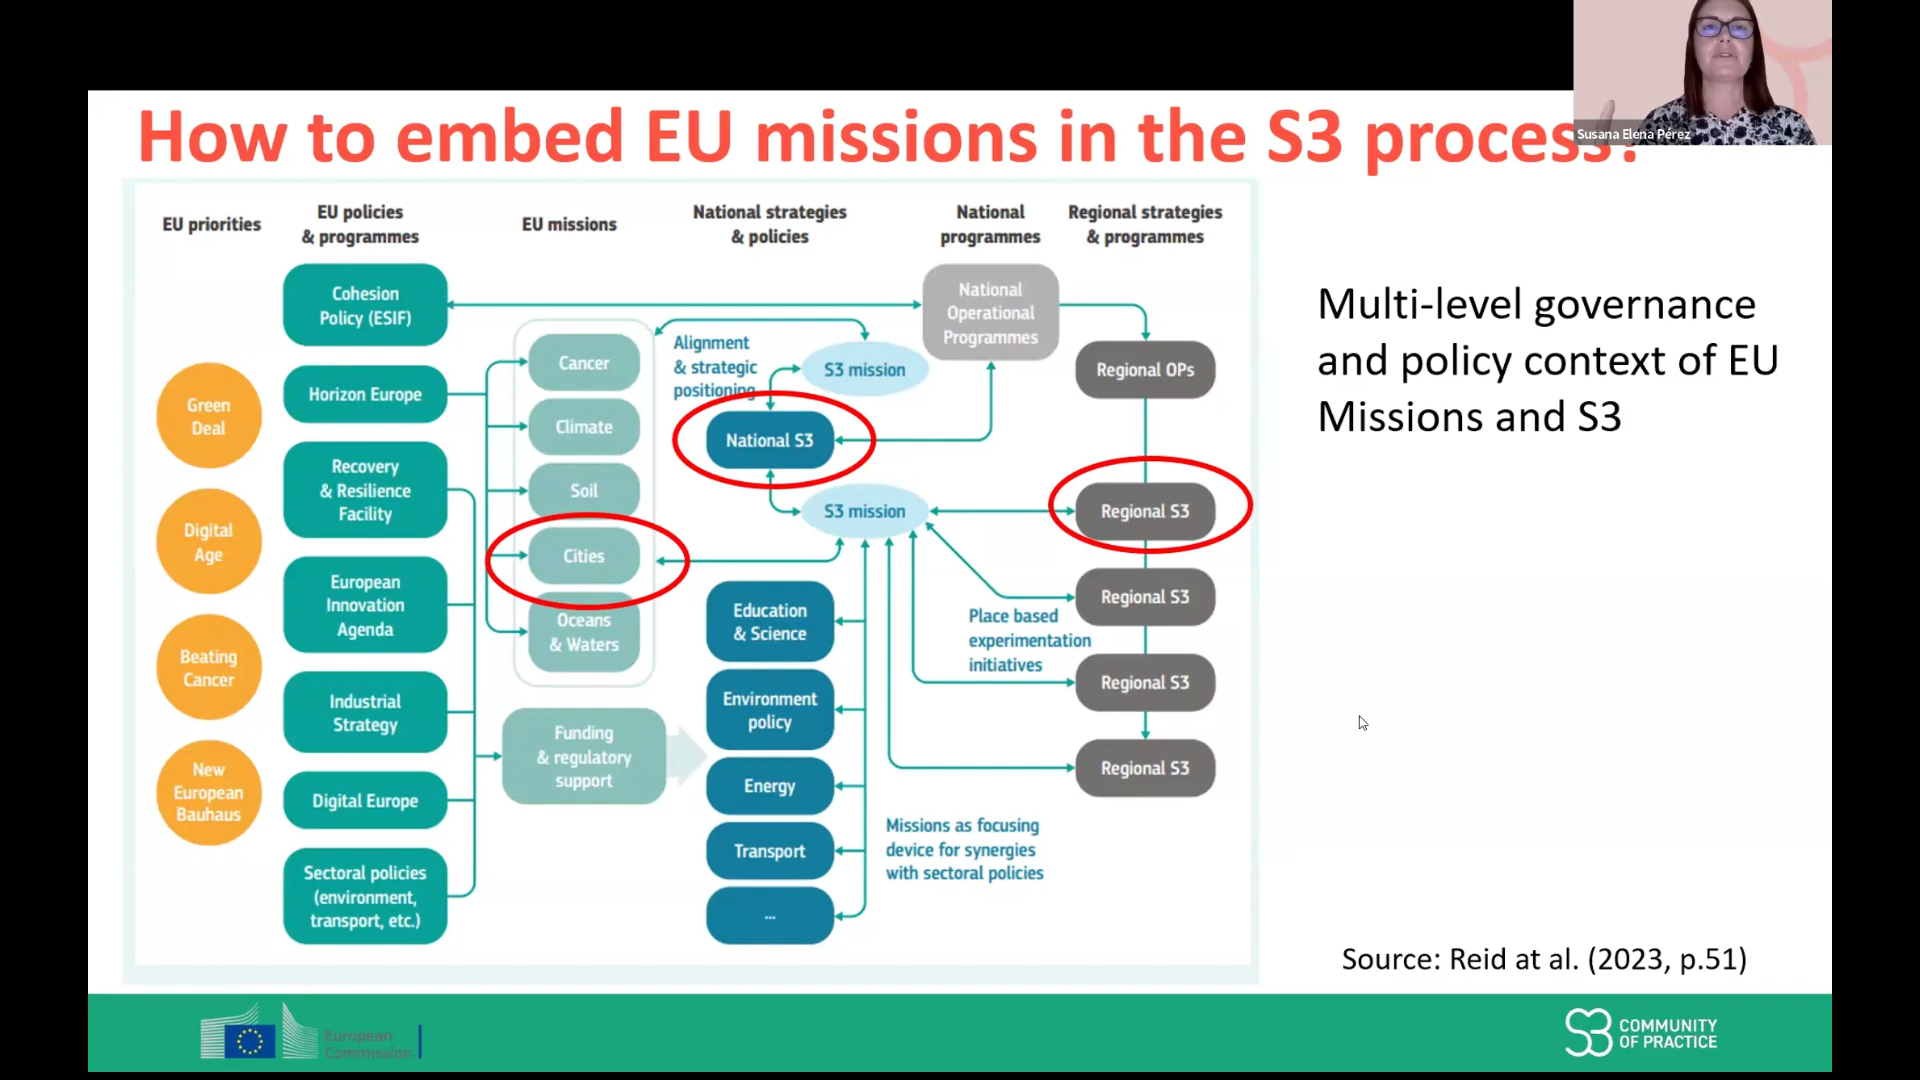 Susana Elena Pérez
How to embed EU missions in the S3 process?
EU priorities
EU policies
& programmes
EU missions
National strategies
& policies
National
programmes
Regional strategies
& programmes
Green
Deal
Digital
Age
Beating
Cancer
New
European
Bauhaus
Cohesion
Policy (ESIF)
Horizon Europe
Recovery
& Resilience
Facility
European
Innovation
Agenda
Industrial
Strategy
Digital Europe
Sectoral policies
(environment,
transport, etc.)
Cancer
Climate
Soil
Cities
Oceans
& Waters
Funding
& regulatory
support
Alignment
& strategic
positioning
S3 mission
National S3
S3 mission
Education
& Science
Environment
policy
Energy
Transport
...
National
Operational
Programmes
Place based
experimentation
initiatives
Missions as focusing
device for synergies
with sectoral policies
Regional OPs
Regional S3
Regional S3
Regional S3
Regional S3
Multi-level governance
and policy context of EU
Missions and S3
Source: Reid at al. (2023, p.51)
European
Commission
S3 COMMUNITY
OF PRACTICE